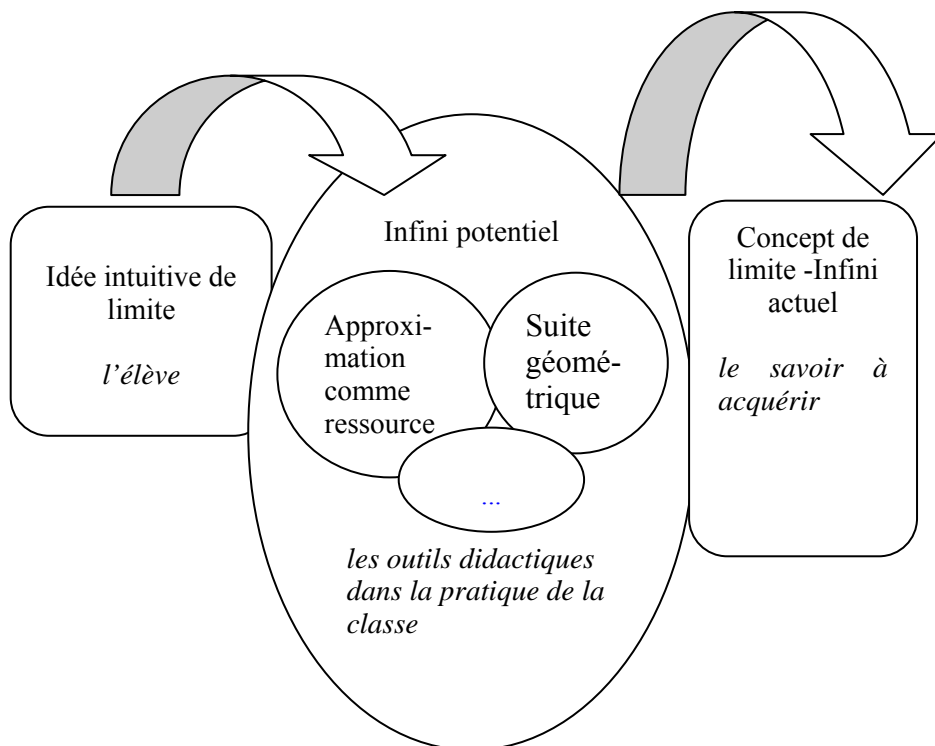 Idée intuitive de
limite
l'élève
Infini potentiel
Approxi-
mation
comme
ressource
Suite
géomé-
trique
...
les outils didactiques
dans la pratique de la
classe
Concept de
limite -Infini
actuel
le savoir à
acquérir